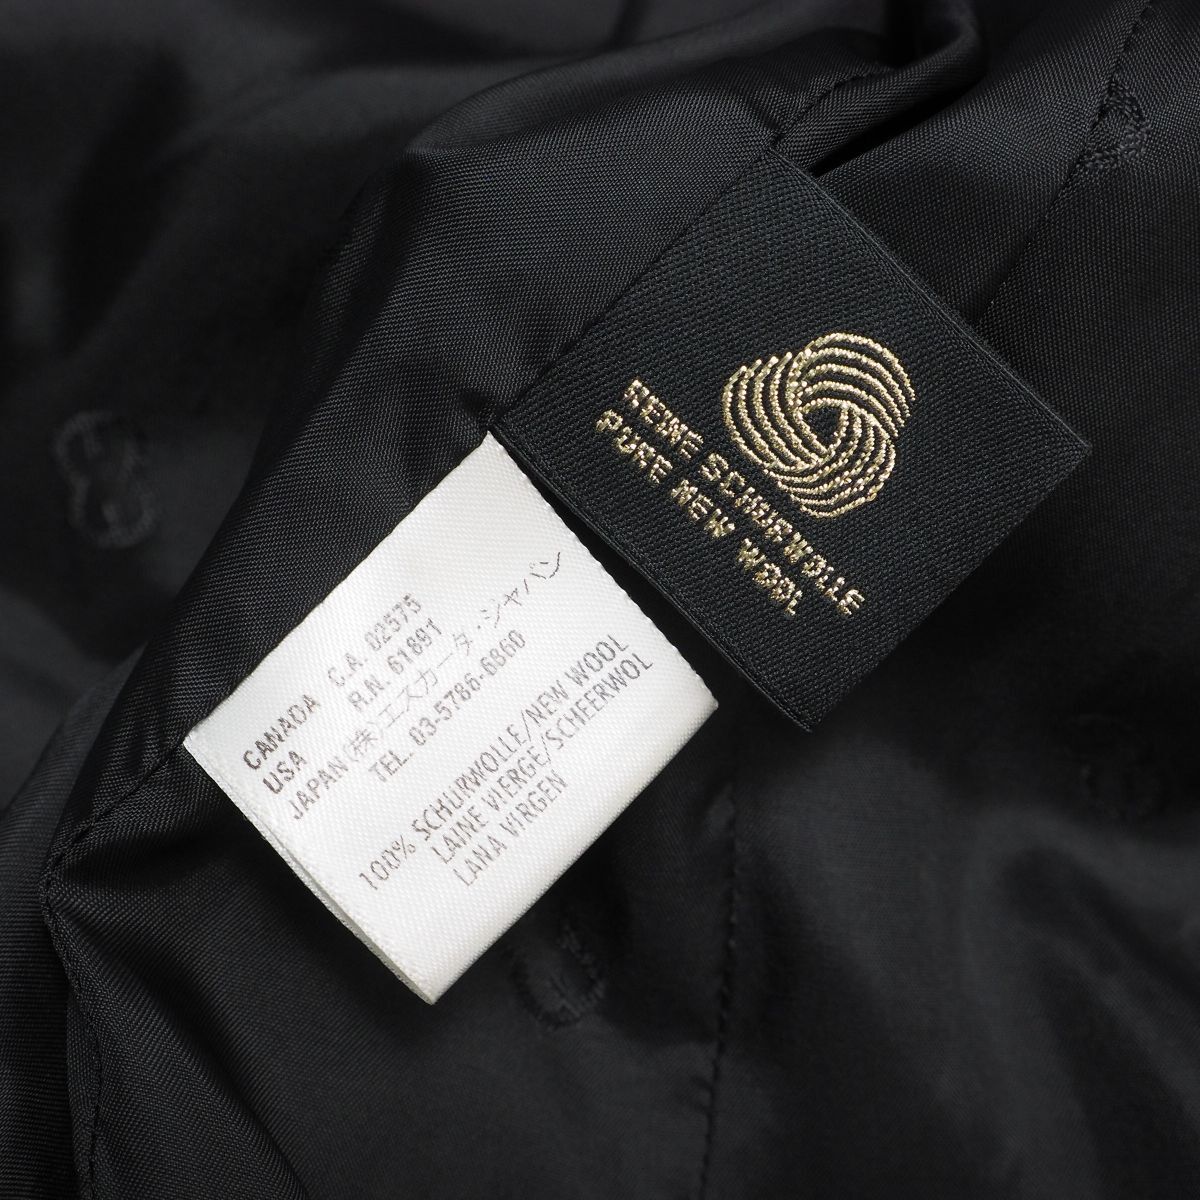 REINE SCHURWOLLE
PURE NEW WOOL
CANADA C.A. 02575
USA R.N. 61891
JAPAN(株)エスカーダ・ジャパン
TEL. 03-5786-6860
100% SCHURWOLLE/NEW WOOL
LAINE VIERGE/SCHEERWOL
LANA VIRGEN